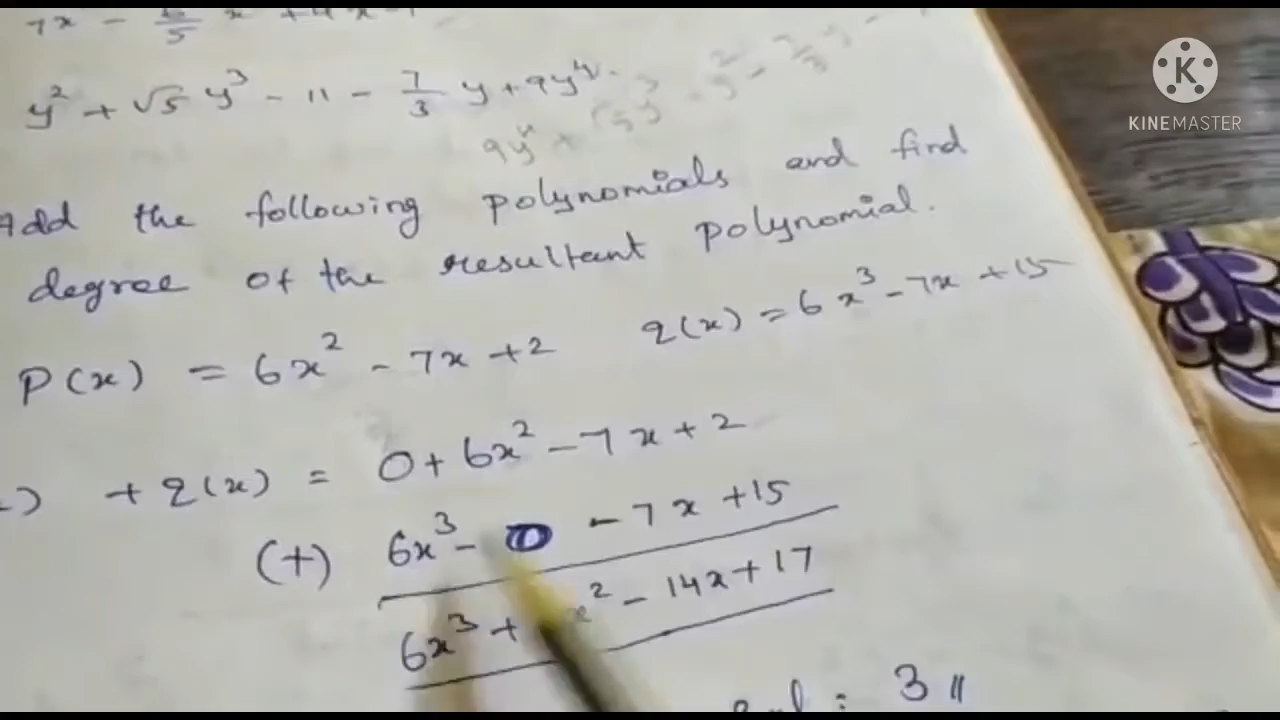 y² + √5 y³ - 11 - 7/3 y + 9y⁴.
Add the following polynomials and find
degree of the resultant polynomial.
P(x) = 6x² - 7x + 2 q(x) = 6x³ - 7x + 15
) + q(x) = 0 + 6x² - 7x + 2
(+) 6x³ - 0 - 7x + 15
6x³ + x² - 14x + 17
3 //
KINEMASTER